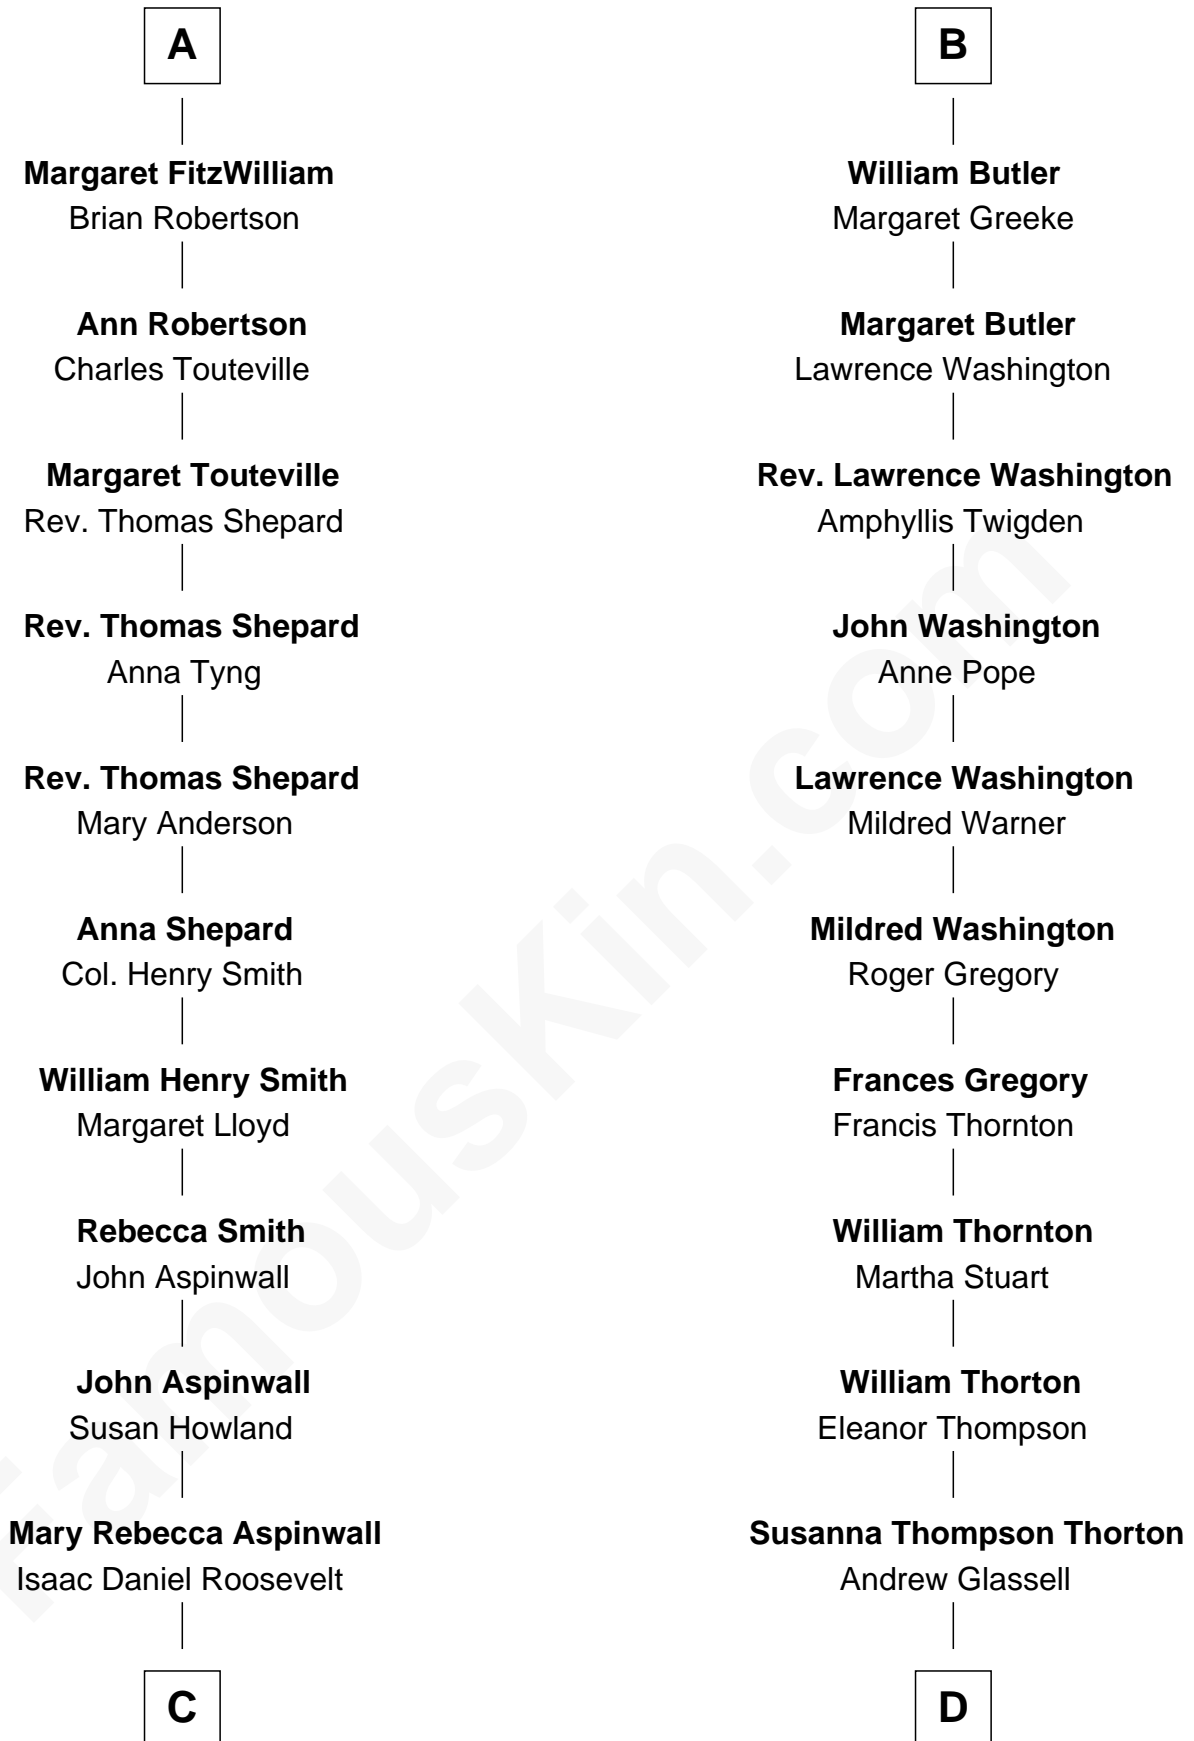 A
Margaret FitzWilliam
Brian Robertson
Ann Robertson
Charles Touteville
Margaret Touteville
Rev. Thomas Shepard
Rev. Thomas Shepard
Anna Tyng
Rev. Thomas Shepard
Mary Anderson
Anna Shepard
Col. Henry Smith
William Henry Smith
Margaret Lloyd
Rebecca Smith
John Aspinwall
John Aspinwall
Susan Howland
Mary Rebecca Aspinwall
Isaac Daniel Roosevelt
C
B
William Butler
Margaret Greeke
Margaret Butler
Lawrence Washington
Rev. Lawrence Washington
Amphyllis Twigden
John Washington
Anne Pope
Lawrence Washington
Mildred Warner
Mildred Washington
Roger Gregory
Frances Gregory
Francis Thornton
William Thornton
Martha Stuart
William Thorton
Eleanor Thompson
Susanna Thompson Thorton
Andrew Glassell
D
FamousKin.com